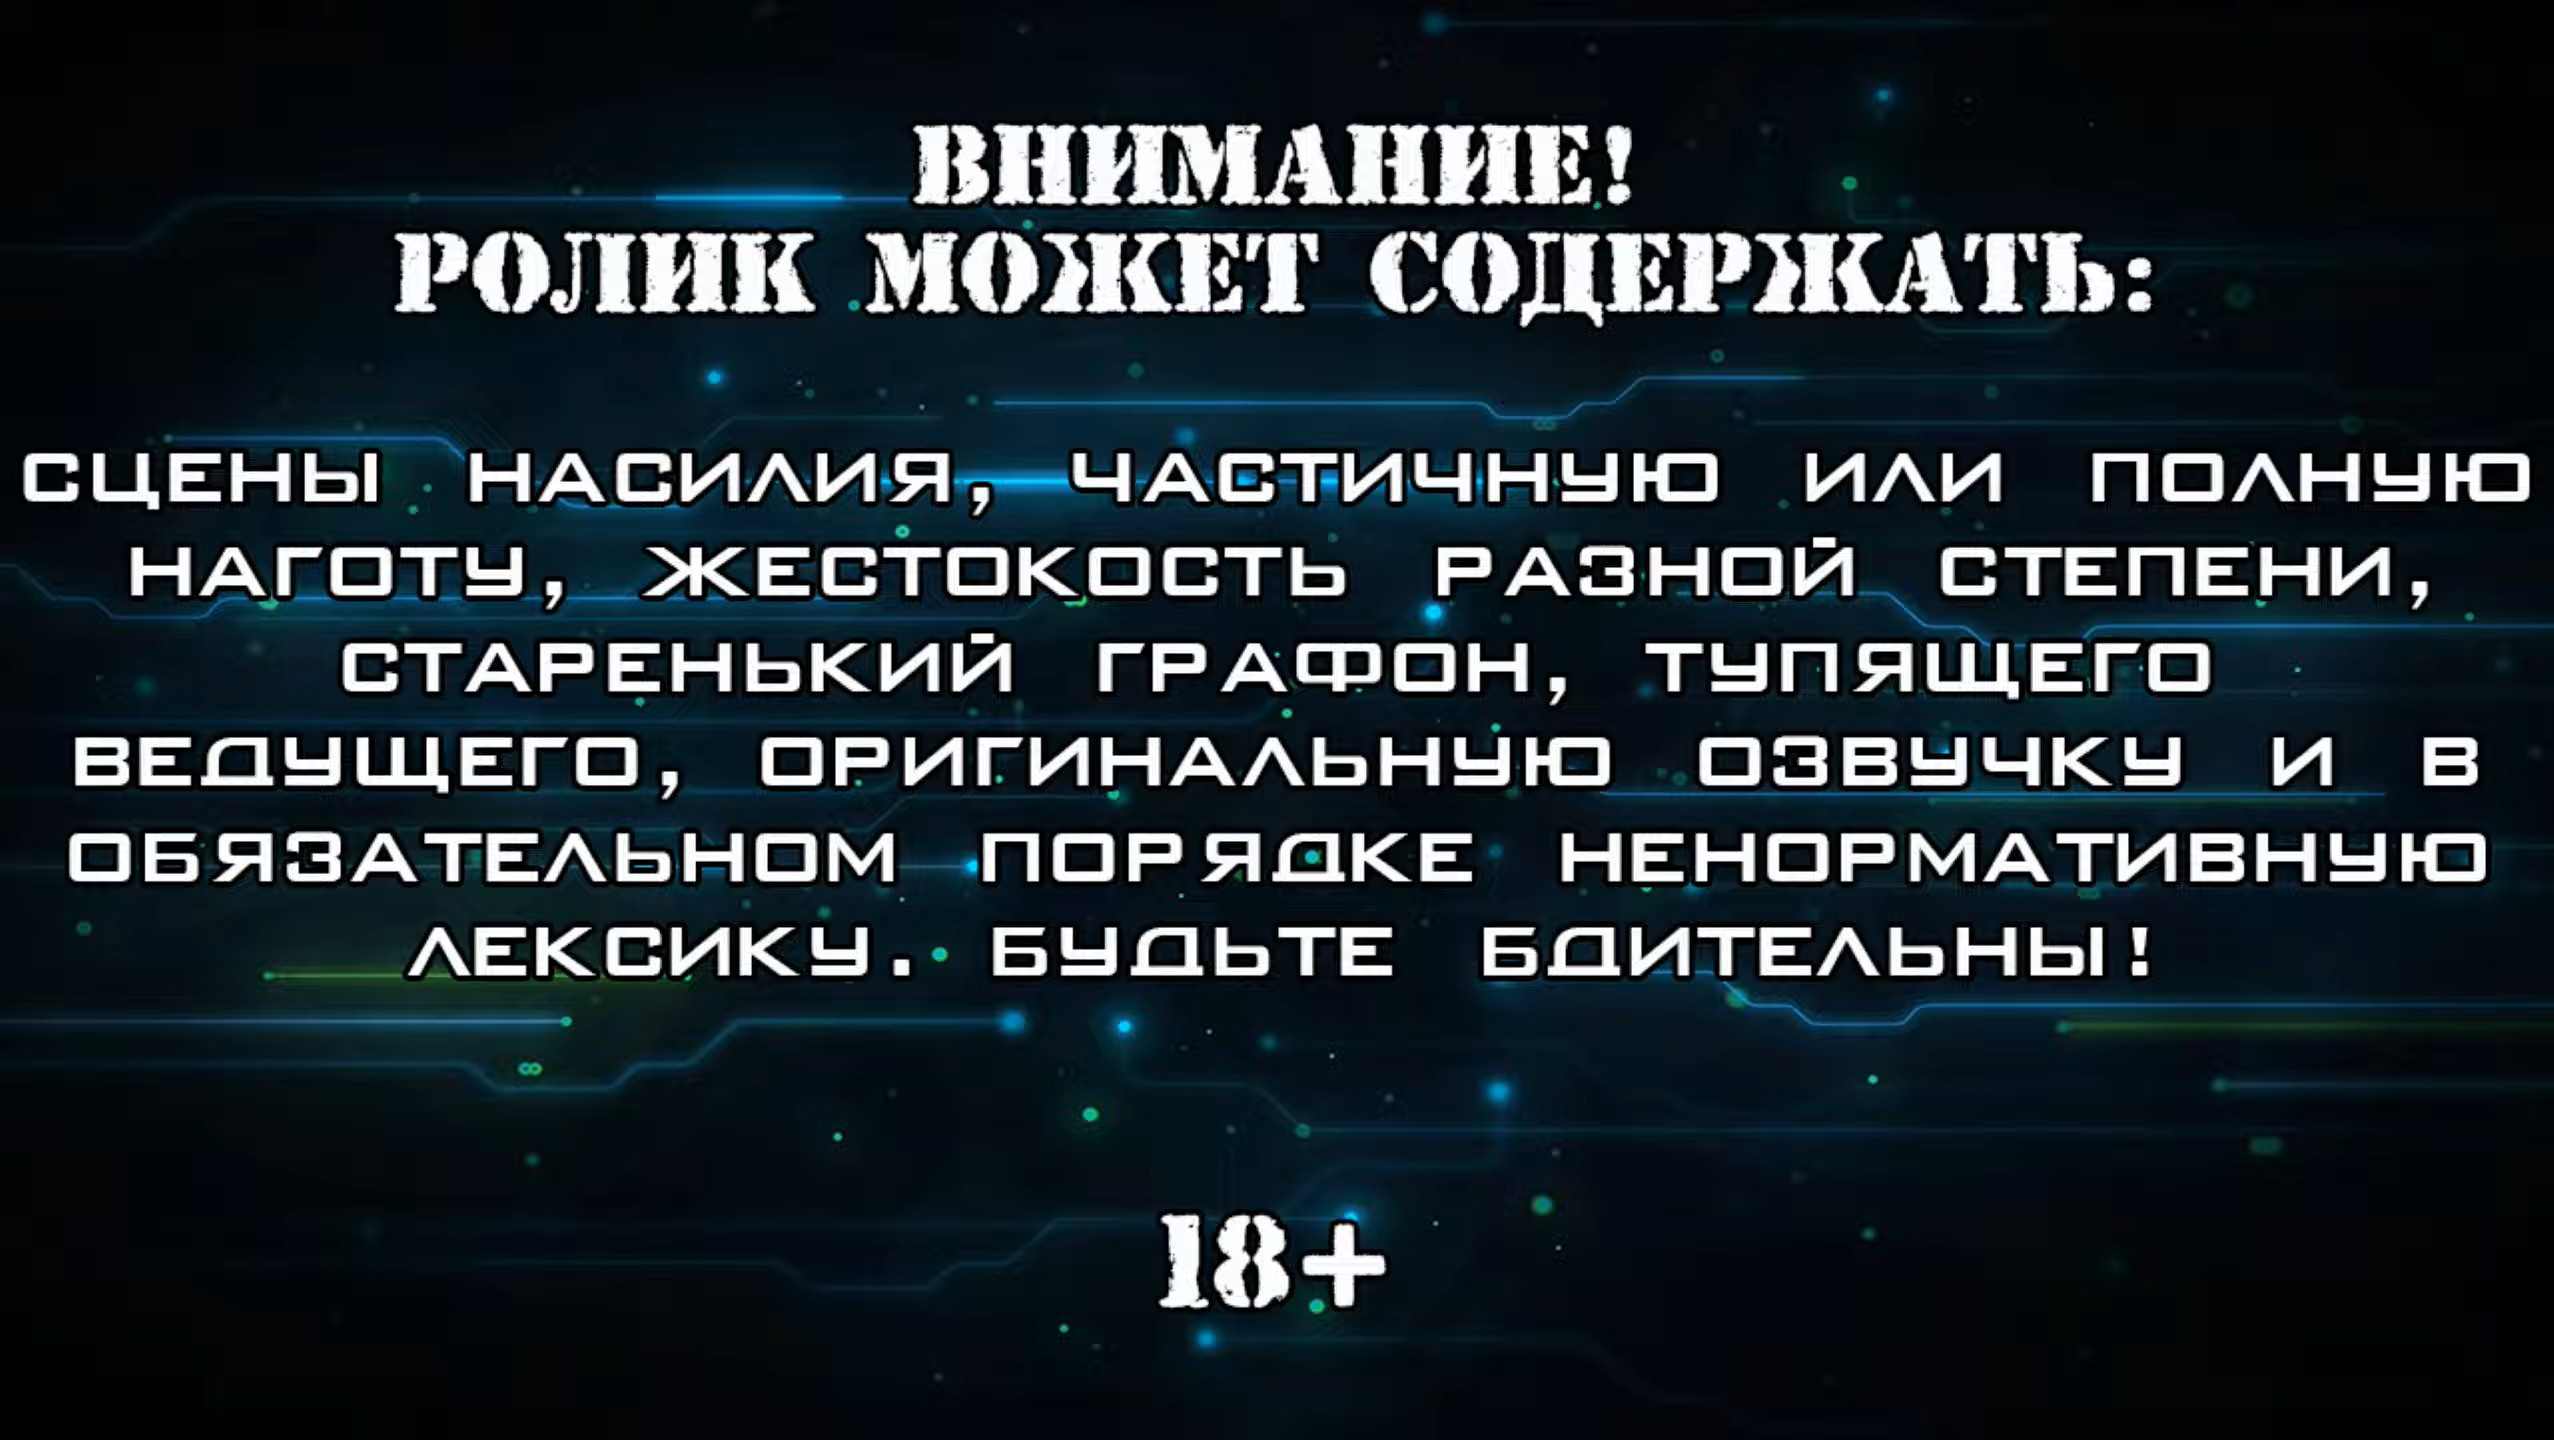 ВНИМАНИЕ!
РОЛИК МОЖЕТ СОДЕРЖАТЬ:
СЦЕНЫ НАСИЛИЯ, ЧАСТИЧНУЮ ИЛИ ПОЛНУЮ
НАГОТУ, ЖЕСТОКОСТЬ РАЗНОЙ СТЕПЕНИ,
СТАРЕНЬКИЙ ГРАФОН, ТУПЯЩЕГО
ВЕДУЩЕГО, ОРИГИНАЛЬНУЮ ОЗВУЧКУ И В
ОБЯЗАТЕЛЬНОМ ПОРЯДКЕ НЕНОРМАТИВНУЮ
ЛЕКСИКУ. БУДЬТЕ БДИТЕЛЬНЫ!
18+